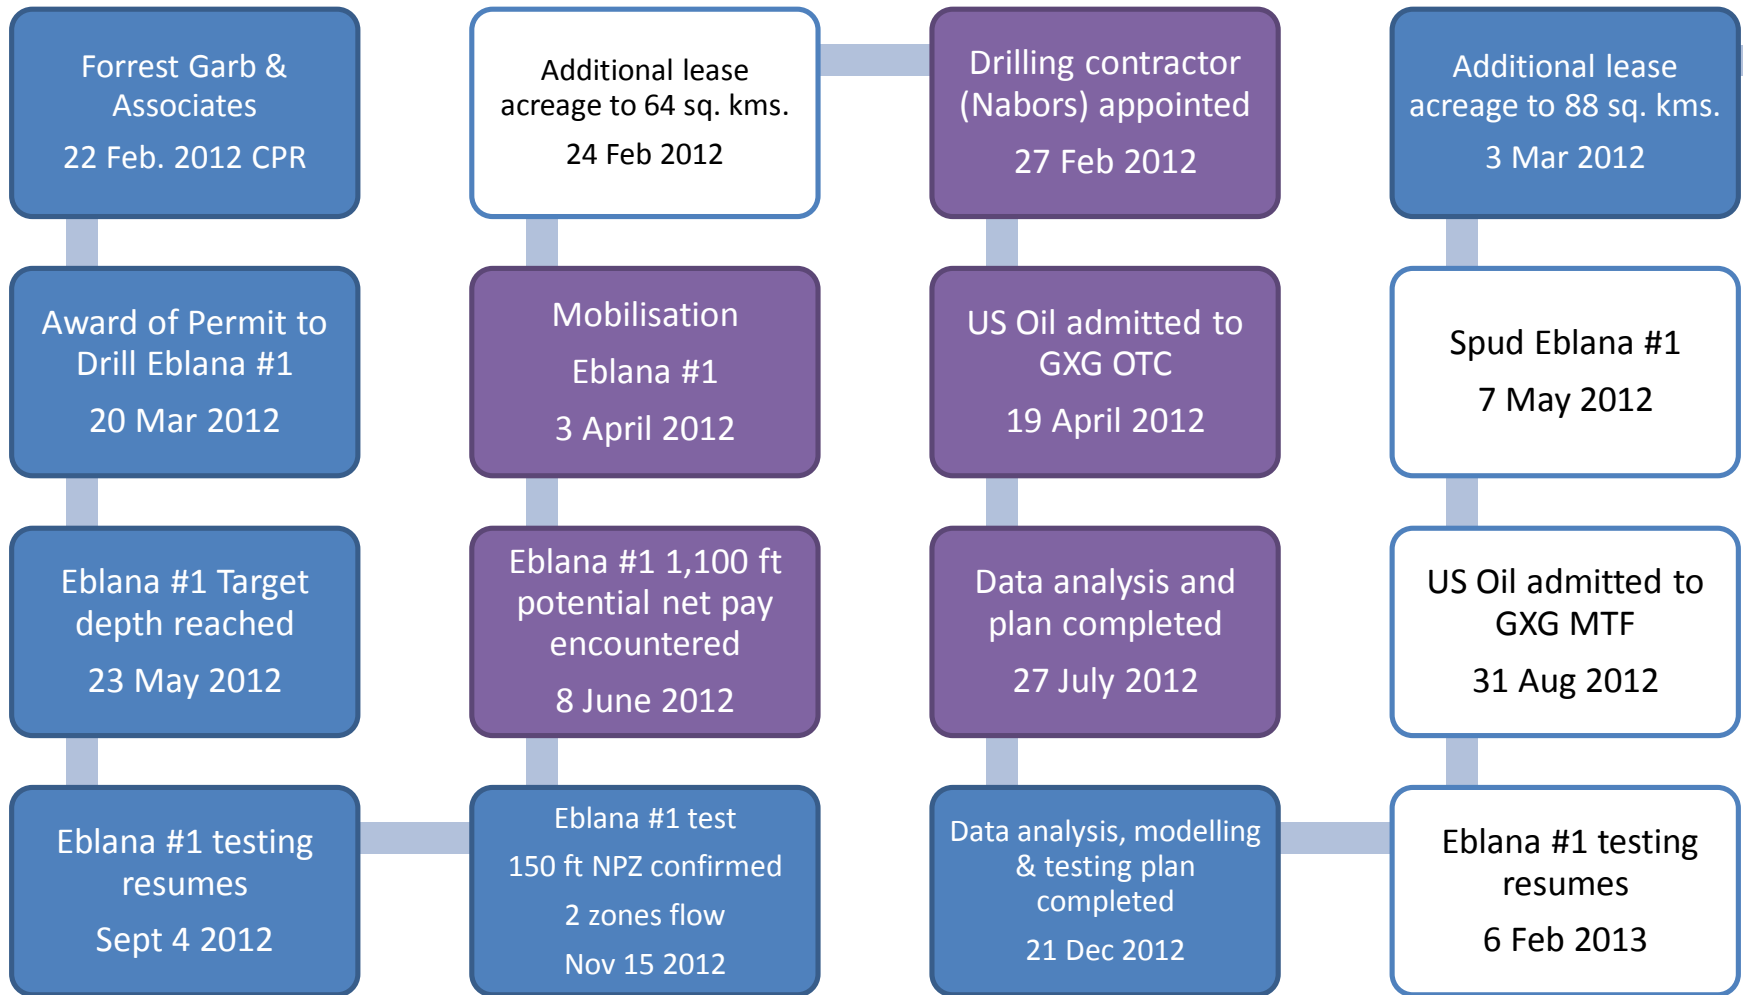 Forrest Garb &
Associates
22 Feb. 2012 CPR
Additional lease
acreage to 64 sq. kms.
24 Feb 2012
Drilling contractor
(Nabors) appointed
27 Feb 2012
Additional lease
acreage to 88 sq. kms.
3 Mar 2012
Award of Permit to
Drill Eblana #1
20 Mar 2012
Mobilisation
Eblana #1
3 April 2012
US Oil admitted to
GXG OTC
19 April 2012
Spud Eblana #1
7 May 2012
Eblana #1 Target
depth reached
23 May 2012
Eblana #1 1,100 ft
potential net pay
encountered
8 June 2012
Data analysis and
plan completed
27 July 2012
US Oil admitted to
GXG MTF
31 Aug 2012
Eblana #1 testing
resumes
Sept 4 2012
Eblana #1 test
150 ft NPZ confirmed
2 zones flow
Nov 15 2012
Data analysis, modelling
& testing plan
completed
21 Dec 2012
Eblana #1 testing
resumes
6 Feb 2013